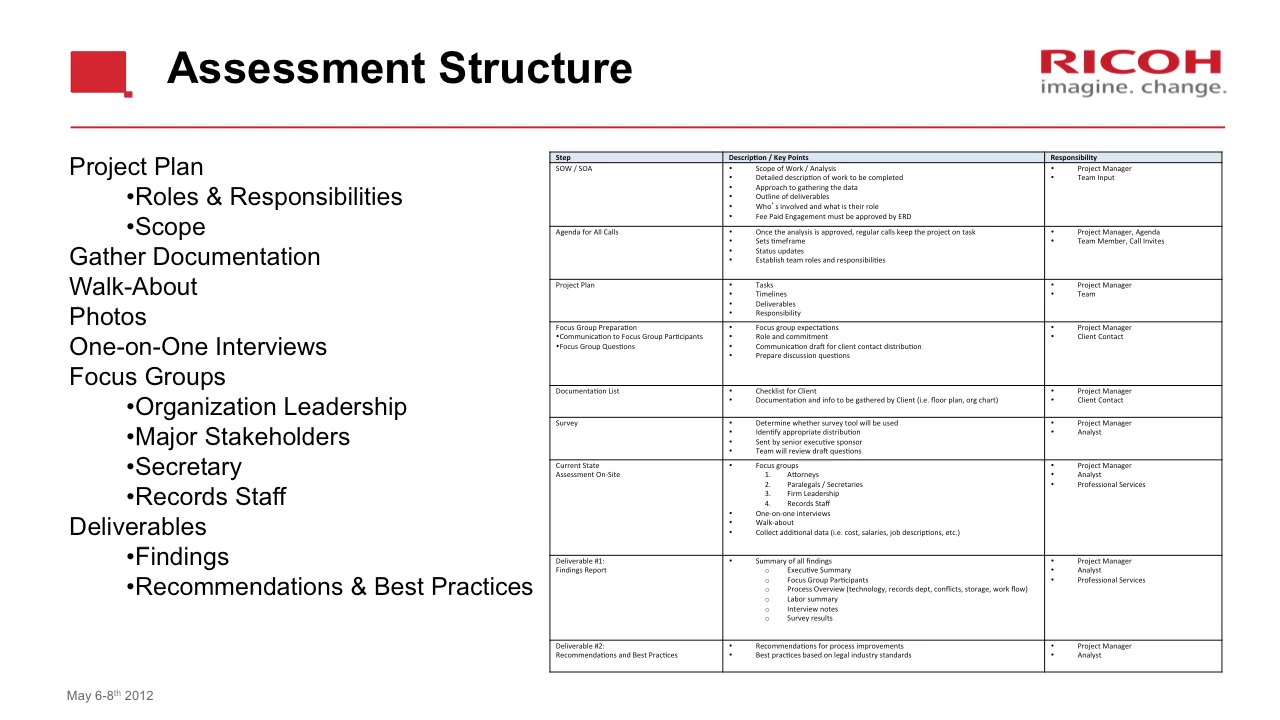 Assessment Structure
RICOH
imagine. change.
Project Plan
•Roles & Responsibilities
•Scope
Gather Documentation
Walk-About
Photos
One-on-One Interviews
Focus Groups
•Organization Leadership
•Major Stakeholders
•Secretary
•Records Staff
Deliverables
•Findings
•Recommendations & Best Practices
Step Description / Key Points Responsibility
SOW / SOA
• Scope of Work / Analysis
• Detailed description of work to be completed
• Approach to gathering the data
• Outline of deliverables
• Who's involved and what is their role
• Fee Paid Engagement must be approved by ERD
• Project Manager
• Team Input
Agenda for All Calls
• Once the analysis is approved, regular calls keep the project on task
• Sets timeframe
• Status updates
• Establish team roles and responsibilities
• Project Manager, Agenda
• Team Member, Call Invites
Project Plan
• Tasks
• Timelines
• Deliverables
• Responsibility
• Project Manager
• Team
Focus Group Preparation
•Communication to Focus Group Participants
•Focus Group Questions
• Focus group expectations
• Role and commitment
• Communication draft for client contact distribution
• Prepare discussion questions
• Project Manager
• Client Contact
Documentation List
• Checklist for Client
• Documentation and info to be gathered by Client (i.e. floor plan, org chart)
• Project Manager
• Client Contact
Survey
• Determine whether survey tool will be used
• Identify appropriate distribution
• Sent by senior executive sponsor
• Team will review draft questions
• Project Manager
• Analyst
Current State
Assessment On-Site
• Focus groups
1. Attorneys
2. Paralegals / Secretaries
3. Firm Leadership
4. Records Staff
• One-on-one interviews
• Walk-about
• Collect additional data (i.e. cost, salaries, job descriptions, etc.)
• Project Manager
• Analyst
• Professional Services
Deliverable #1:
Findings Report
• Summary of all findings
o Executive Summary
o Focus Group Participants
o Process Overview (technology, records dept, conflicts, storage, work flow)
o Labor summary
o Interview notes
o Survey results
• Project Manager
• Analyst
• Professional Services
Deliverable #2:
Recommendations and Best Practices
• Recommendations for process improvements
• Best practices based on legal industry standards
• Project Manager
• Analyst
May 6-8th 2012